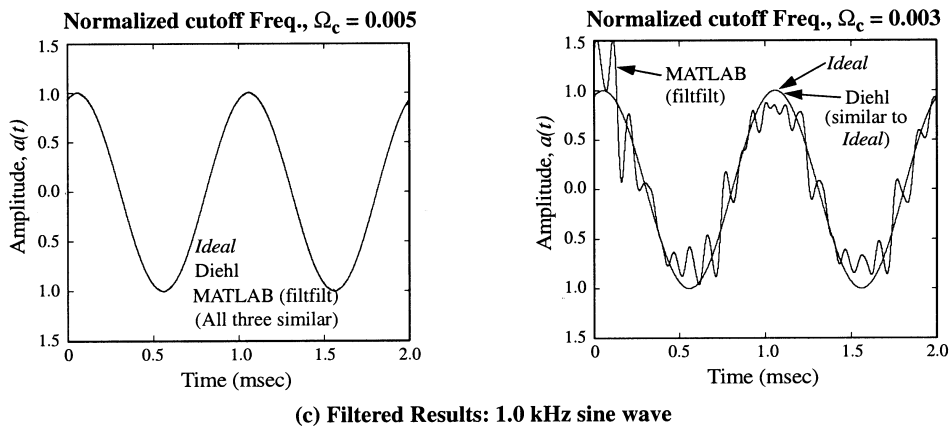 Normalized cutoff Freq., Ωc = 0.005
1.5
1.0
0.5
0.0
0.5
1.0
1.5
Amplitude, a(t)
Ideal
Diehl
MATLAB (filtfilt)
(All three similar)
0 0.5 1.0 1.5 2.0
Time (msec)
Normalized cutoff Freq., Ωc = 0.003
1.5
1.0
0.5
0.0
0.5
1.0
1.5
Amplitude, a(t)
MATLAB
(filtfilt)
Ideal
Diehl
(similar to
Ideal)
0 0.5 1.0 1.5 2.0
Time (msec)
(c) Filtered Results: 1.0 kHz sine wave